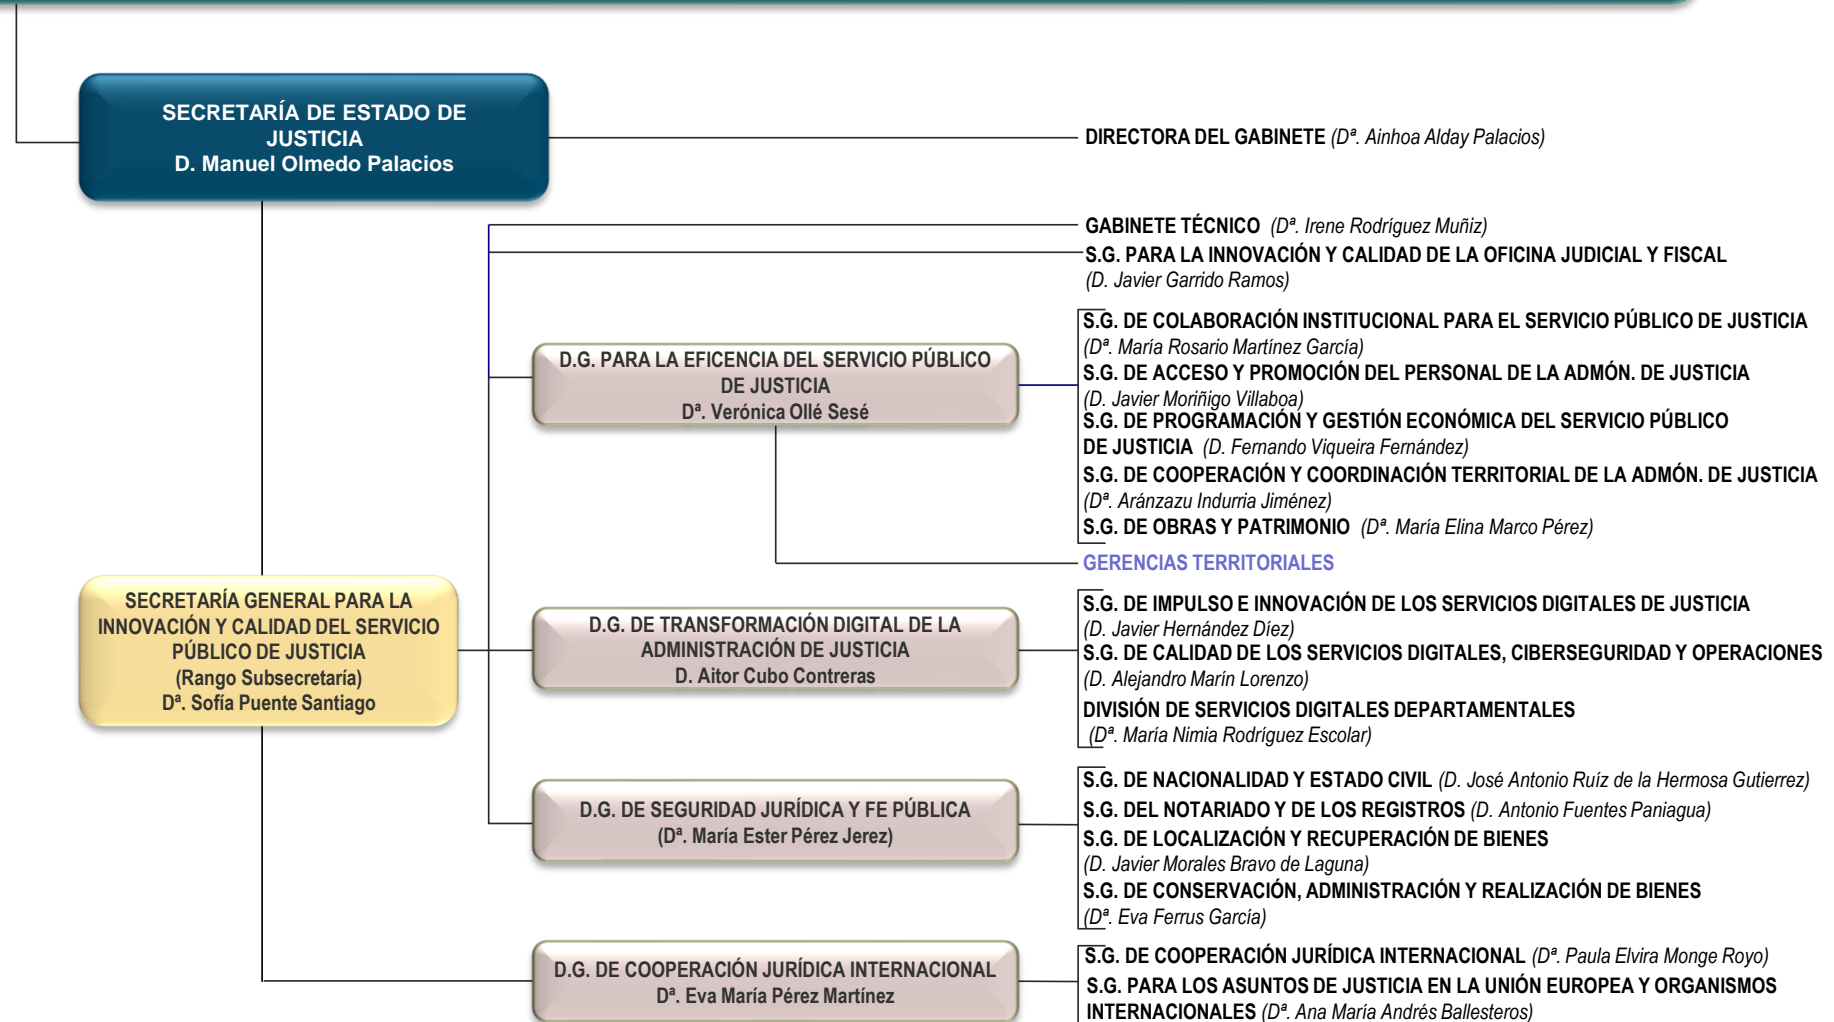 SECRETARÍA DE ESTADO DE
JUSTICIA
D. Manuel Olmedo Palacios
DIRECTORA DEL GABINETE (Dª. Ainhoa Alday Palacios)
GABINETE TÉCNICO (Dª. Irene Rodríguez Muñiz)
S.G. PARA LA INNOVACIÓN Y CALIDAD DE LA OFICINA JUDICIAL Y FISCAL
(D. Javier Garrido Ramos)
D.G. PARA LA EFICENCIA DEL SERVICIO PÚBLICO
DE JUSTICIA
Dª. Verónica Ollé Sesé
S.G. DE COLABORACIÓN INSTITUCIONAL PARA EL SERVICIO PÚBLICO DE JUSTICIA
(Dª. María Rosario Martínez García)
S.G. DE ACCESO Y PROMOCIÓN DEL PERSONAL DE LA ADMÓN. DE JUSTICIA
(D. Javier Moriñigo Villaboa)
S.G. DE PROGRAMACIÓN Y GESTIÓN ECONÓMICA DEL SERVICIO PÚBLICO
DE JUSTICIA (D. Fernando Viqueira Fernández)
S.G. DE COOPERACIÓN Y COORDINACIÓN TERRITORIAL DE LA ADMÓN. DE JUSTICIA
(Dª. Aránzazu Indurria Jiménez)
S.G. DE OBRAS Y PATRIMONIO (Dª. María Elina Marco Pérez)
GERENCIAS TERRITORIALES
SECRETARÍA GENERAL PARA LA
INNOVACIÓN Y CALIDAD DEL SERVICIO
PÚBLICO DE JUSTICIA
(Rango Subsecretaría)
Dª. Sofía Puente Santiago
D.G. DE TRANSFORMACIÓN DIGITAL DE LA
ADMINISTRACIÓN DE JUSTICIA
D. Aitor Cubo Contreras
S.G. DE IMPULSO E INNOVACIÓN DE LOS SERVICIOS DIGITALES DE JUSTICIA
(D. Javier Hernández Díez)
S.G. DE CALIDAD DE LOS SERVICIOS DIGITALES, CIBERSEGURIDAD Y OPERACIONES
(D. Alejandro Marín Lorenzo)
DIVISIÓN DE SERVICIOS DIGITALES DEPARTAMENTALES
(Dª. María Nimia Rodríguez Escolar)
D.G. DE SEGURIDAD JURÍDICA Y FE PÚBLICA
(Dª. María Ester Pérez Jerez)
S.G. DE NACIONALIDAD Y ESTADO CIVIL (D. José Antonio Ruíz de la Hermosa Gutierrez)
S.G. DEL NOTARIADO Y DE LOS REGISTROS (D. Antonio Fuentes Paniagua)
S.G. DE LOCALIZACIÓN Y RECUPERACIÓN DE BIENES
(D. Javier Morales Bravo de Laguna)
S.G. DE CONSERVACIÓN, ADMINISTRACIÓN Y REALIZACIÓN DE BIENES
(Dª. Eva Ferrus García)
D.G. DE COOPERACIÓN JURÍDICA INTERNACIONAL
Dª. Eva María Pérez Martínez
S.G. DE COOPERACIÓN JURÍDICA INTERNACIONAL (Dª. Paula Elvira Monge Royo)
S.G. PARA LOS ASUNTOS DE JUSTICIA EN LA UNIÓN EUROPEA Y ORGANISMOS
INTERNACIONALES (Dª. Ana María Andrés Ballesteros)